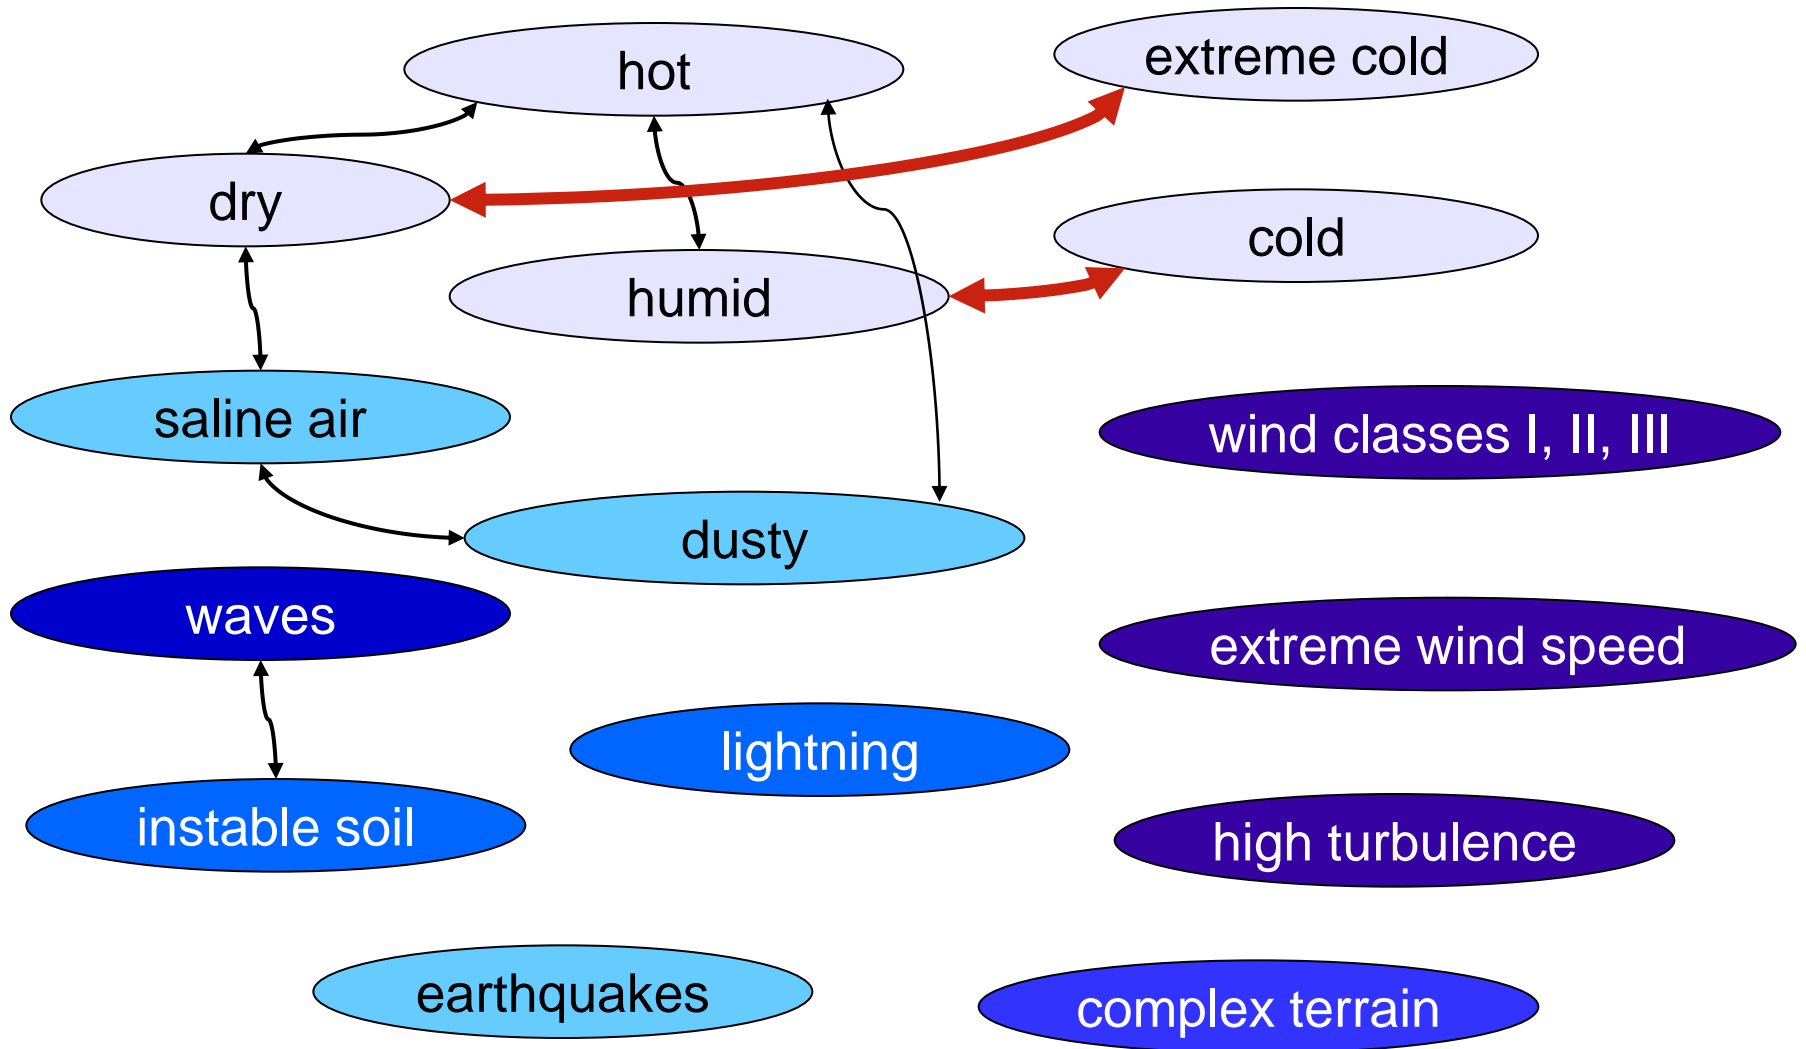 hot
extreme cold
dry
cold
humid
saline air
wind classes I, II, III
dusty
waves
extreme wind speed
lightning
instable soil
high turbulence
earthquakes
complex terrain